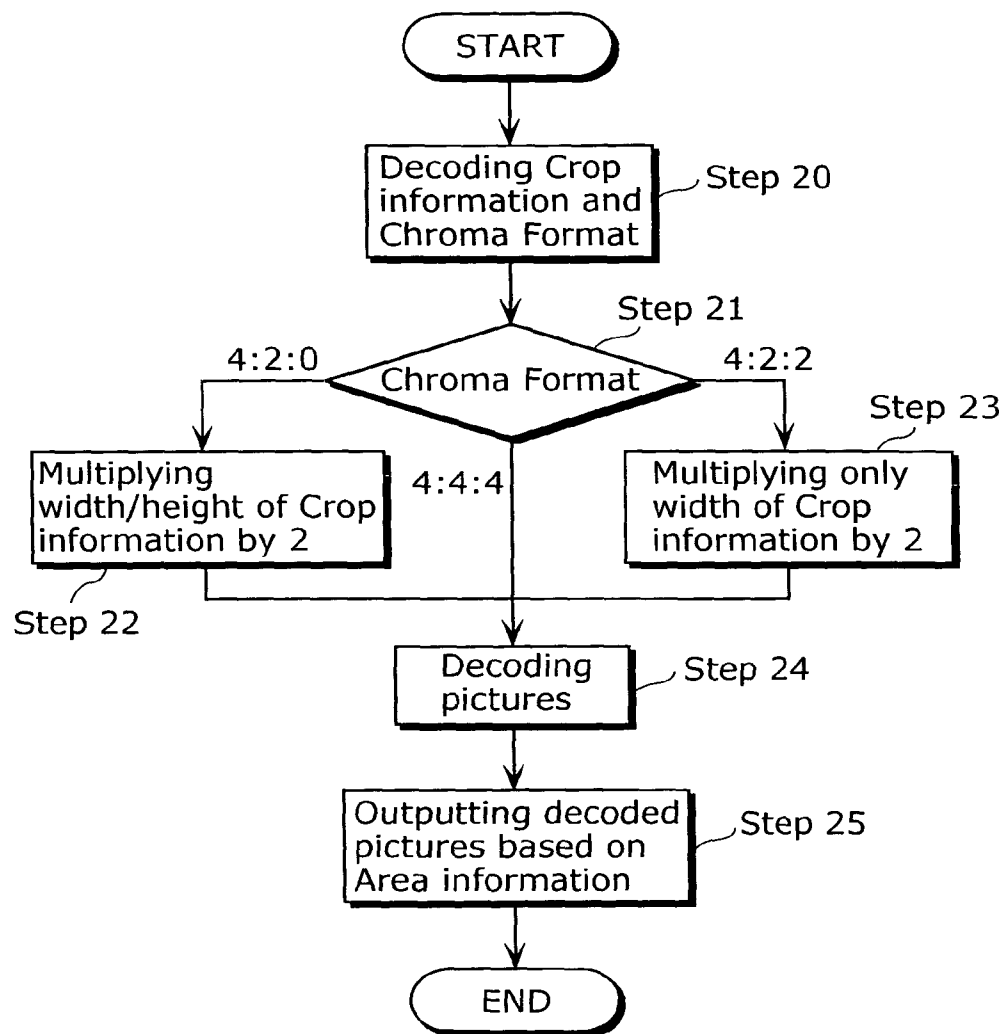 START
Decoding Crop
information and
Chroma Format
Step 20
Step 21
4:2:0
Chroma Format
4:2:2
Step 23
Multiplying
width/height of Crop
information by 2
4:4:4
Multiplying only
width of Crop
information by 2
Step 22
Decoding
pictures
Step 24
Outputting decoded
pictures based on
Area information
Step 25
END